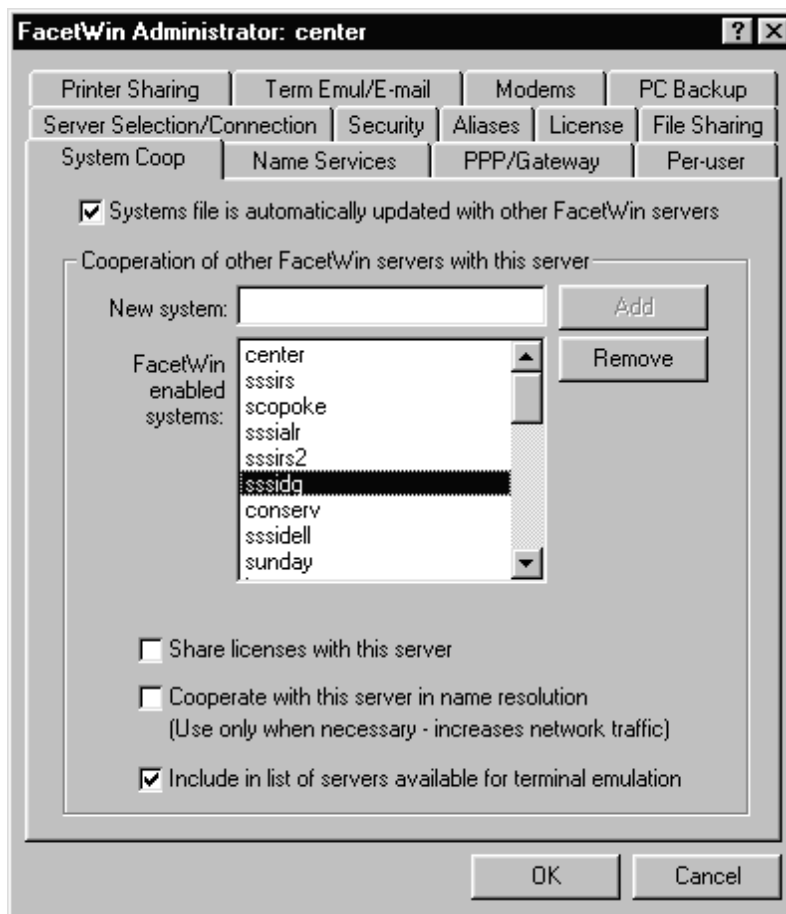 FacetWin Administrator: center
Printer Sharing Term Emul/E-mail Modems PC Backup
Server Selection/Connection Security Aliases License File Sharing
System Coop Name Services PPP/Gateway Per-user
Systems file is automatically updated with other FacetWin servers
Cooperation of other FacetWin servers with this server
New system: Add
FacetWin enabled systems:
center
Remove
sssirs
scopoke
sssialr
sssirs2
sssidg
conserv
sssidell
sunday
Share licenses with this server
Cooperate with this server in name resolution
(Use only when necessary - increases network traffic)
Include in list of servers available for terminal emulation
OK Cancel